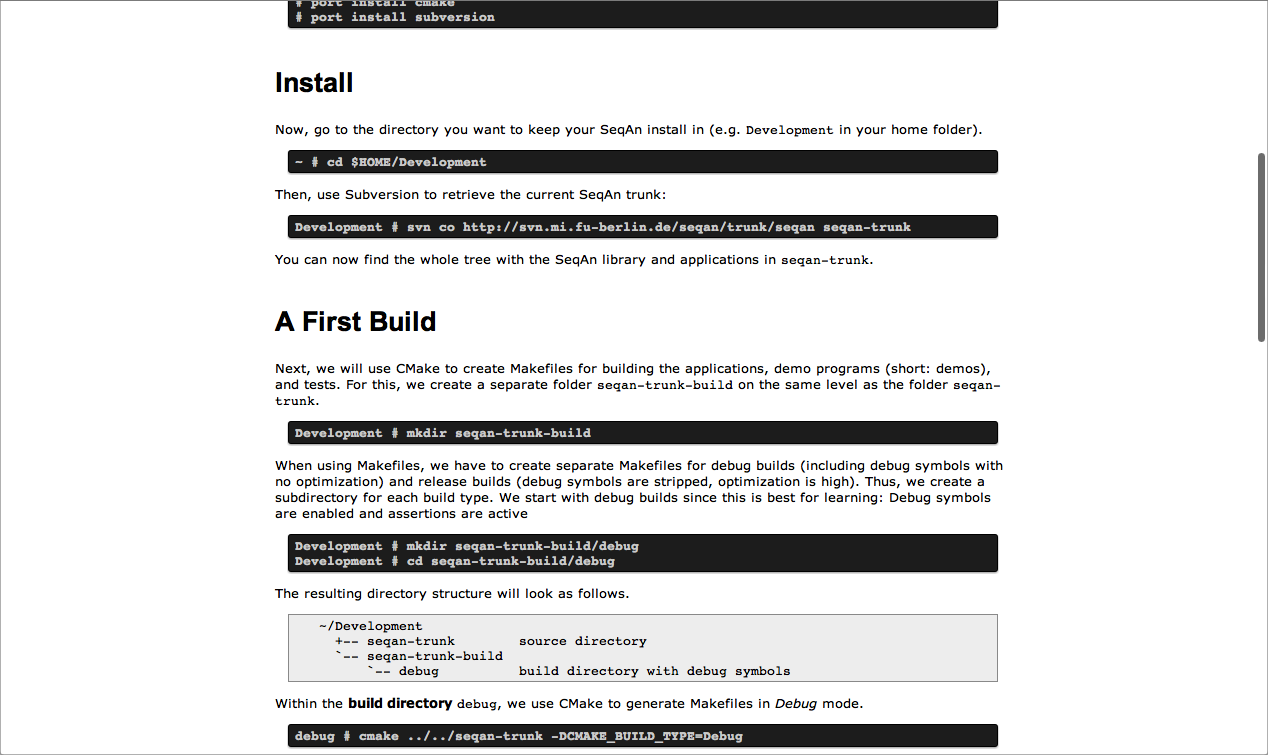 # port install cmake
# port install subversion
Install
Now, go to the directory you want to keep your SeqAn install in (e.g. Development in your home folder).
~ # cd $HOME/Development
Then, use Subversion to retrieve the current SeqAn trunk:
Development # svn co http://svn.mi.fu-berlin.de/seqan/trunk/seqan seqan-trunk
You can now find the whole tree with the SeqAn library and applications in seqan-trunk.
A First Build
Next, we will use CMake to create Makefiles for building the applications, demo programs (short: demos),
and tests. For this, we create a separate folder seqan-trunk-build on the same level as the folder seqan-
trunk.
Development # mkdir seqan-trunk-build
When using Makefiles, we have to create separate Makefiles for debug builds (including debug symbols with
no optimization) and release builds (debug symbols are stripped, optimization is high). Thus, we create a
subdirectory for each build type. We start with debug builds since this is best for learning: Debug symbols
are enabled and assertions are active
Development # mkdir seqan-trunk-build/debug
Development # cd seqan-trunk-build/debug
The resulting directory structure will look as follows.
~/Development
+-- seqan-trunk        source directory
`-- seqan-trunk-build
`-- debug          build directory with debug symbols
Within the build directory debug, we use CMake to generate Makefiles in Debug mode.
debug # cmake ../../seqan-trunk -DCMAKE_BUILD_TYPE=Debug